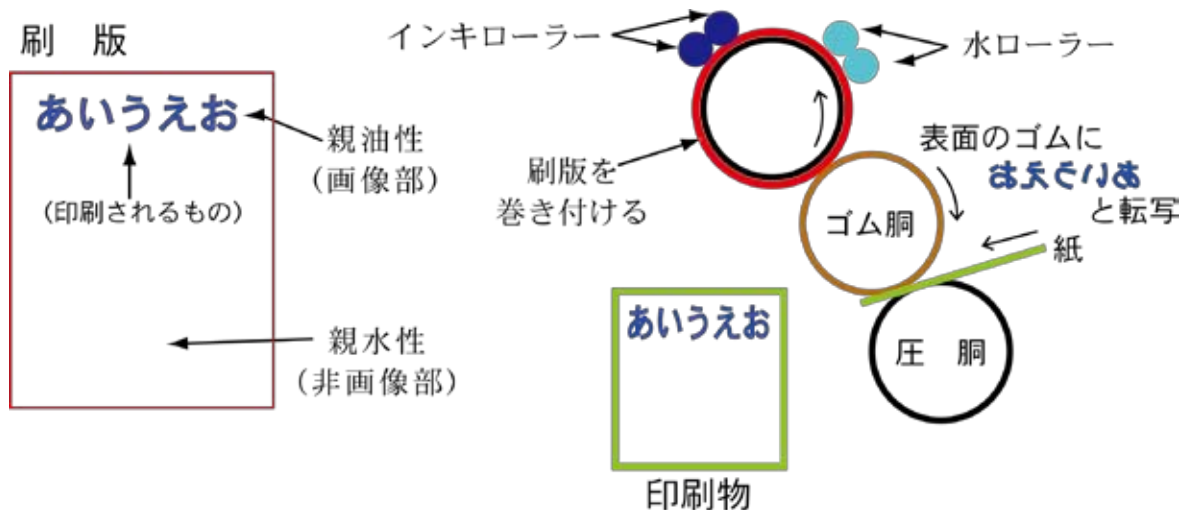 刷 版
あいうえお
親油性
(画像部)
(印刷されるもの)
親水性
(非画像部)
インキローラー
水ローラー
刷版を
巻き付ける
表面のゴムに
あいうえお
と転写
ゴム胴
紙
圧 胴
あいうえお
印刷物